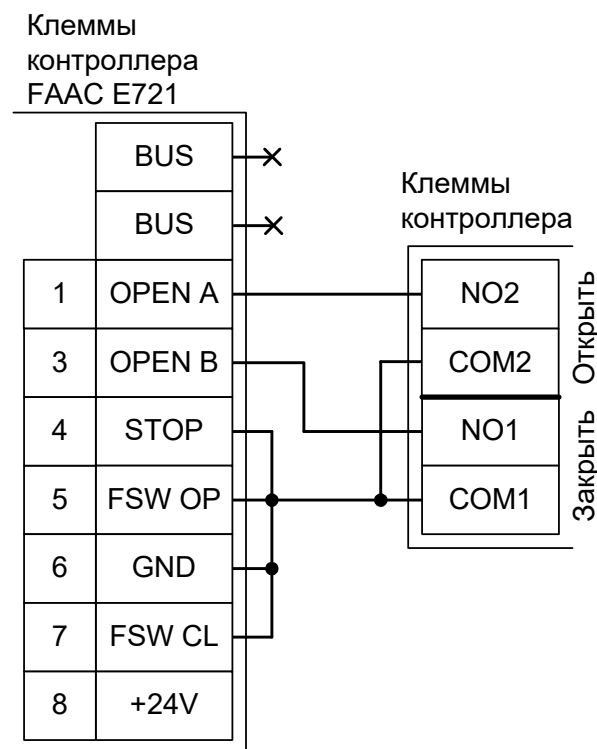 Клеммы
контроллера
FAAC E721
BUS
BUS
1 OPEN A
3 OPEN B
4 STOP
5 FSW OP
6 GND
7 FSW CL
8 +24V
Клеммы
контроллера
NO2
COM2
NO1
COM1
Открыть
Закрыть